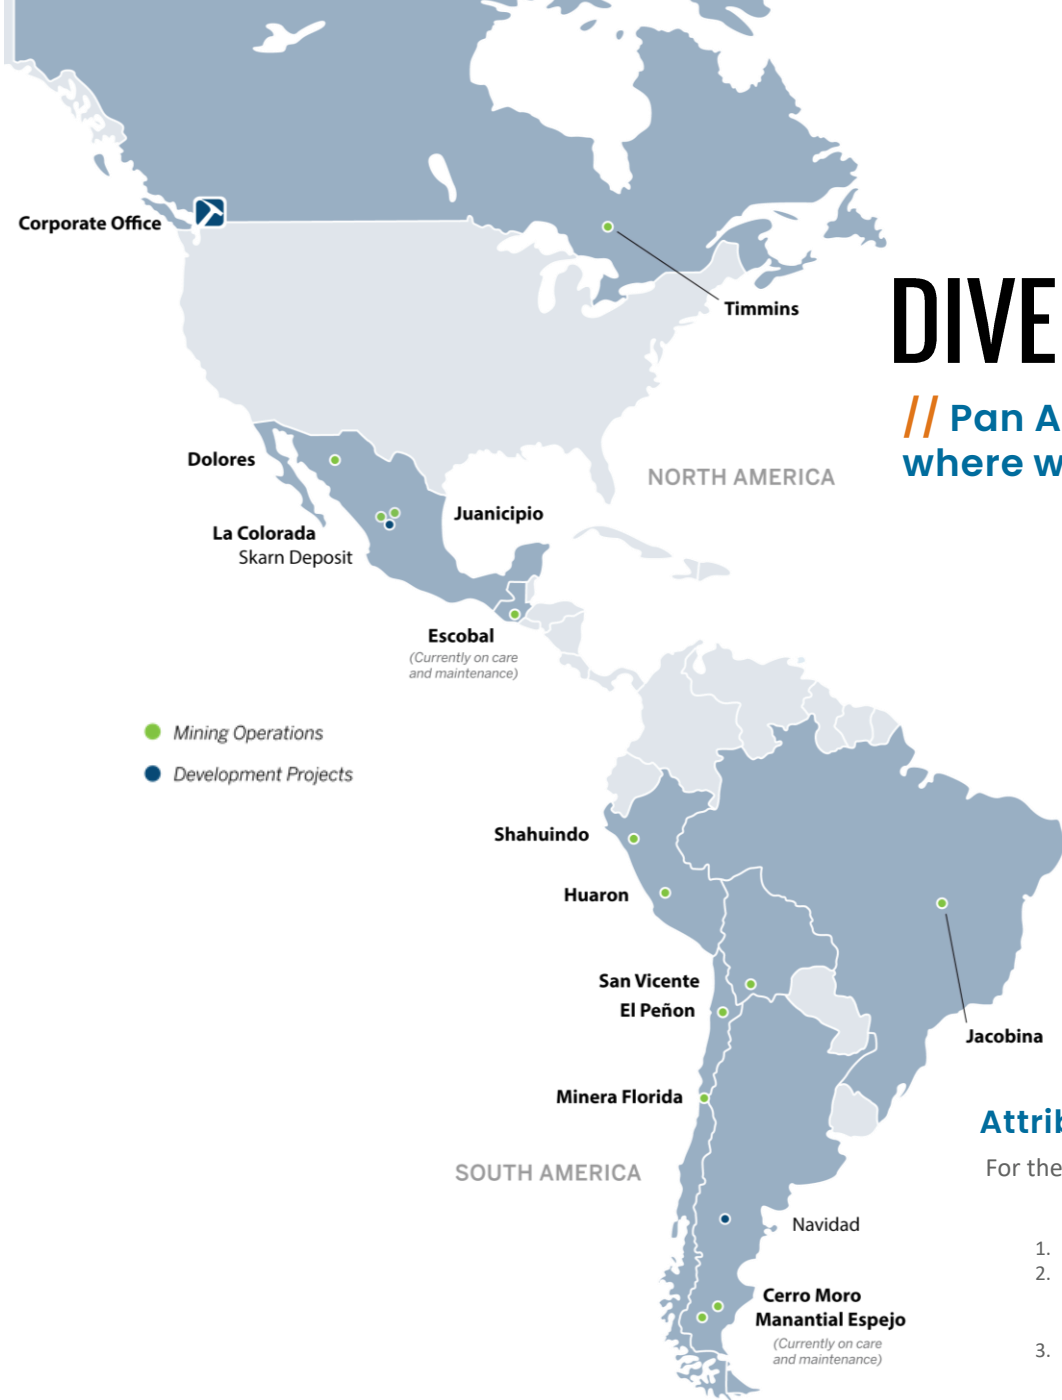 Corporate Office
Timmins
DIVE
// Pan A
where w
Dolores
NORTH AMERICA
Juanicipio
La Colorada
Skarn Deposit
Escobal
(Currently on care
and maintenance)
Mining Operations
Development Projects
Shahuindo
Huaron
San Vicente
El Peñon
Jacobina
Minera Florida
Attrib
For the
SOUTH AMERICA
Navidad
1.
2.
Cerro Moro
Manantial Espejo
(Currently on care
and maintenance)
3.